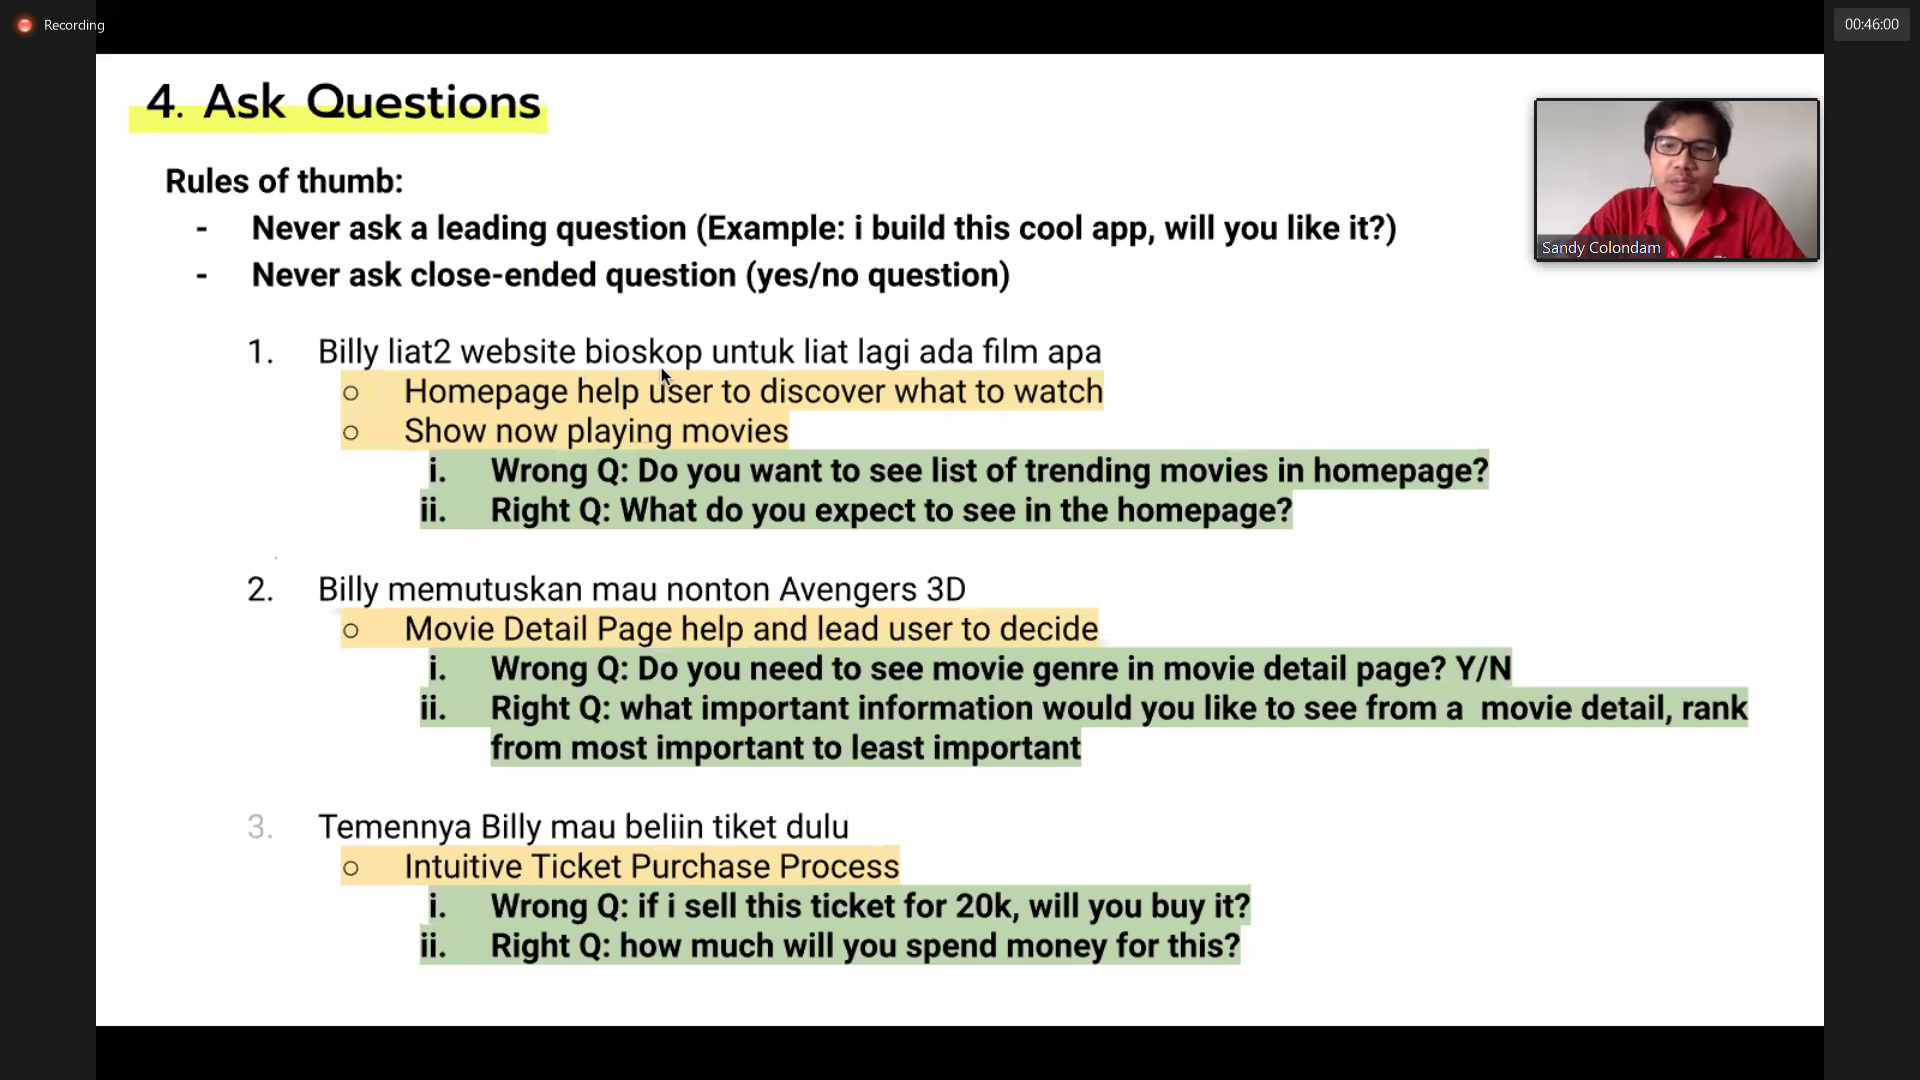 Recording
00:46:00
4. Ask Questions
Rules of thumb:
- Never ask a leading question (Example: i build this cool app, will you like it?)
- Never ask close-ended question (yes/no question)
Sandy Colondam
1. Billy liat2 website bioskop untuk liat lagi ada film apa
○ Homepage help user to discover what to watch
○ Show now playing movies
i. Wrong Q: Do you want to see list of trending movies in homepage?
ii. Right Q: What do you expect to see in the homepage?
2. Billy memutuskan mau nonton Avengers 3D
○ Movie Detail Page help and lead user to decide
i. Wrong Q: Do you need to see movie genre in movie detail page? Y/N
ii. Right Q: what important information would you like to see from a movie detail, rank
from most important to least important
3. Temennya Billy mau beliin tiket dulu
○ Intuitive Ticket Purchase Process
i. Wrong Q: if i sell this ticket for 20k, will you buy it?
ii. Right Q: how much will you spend money for this?